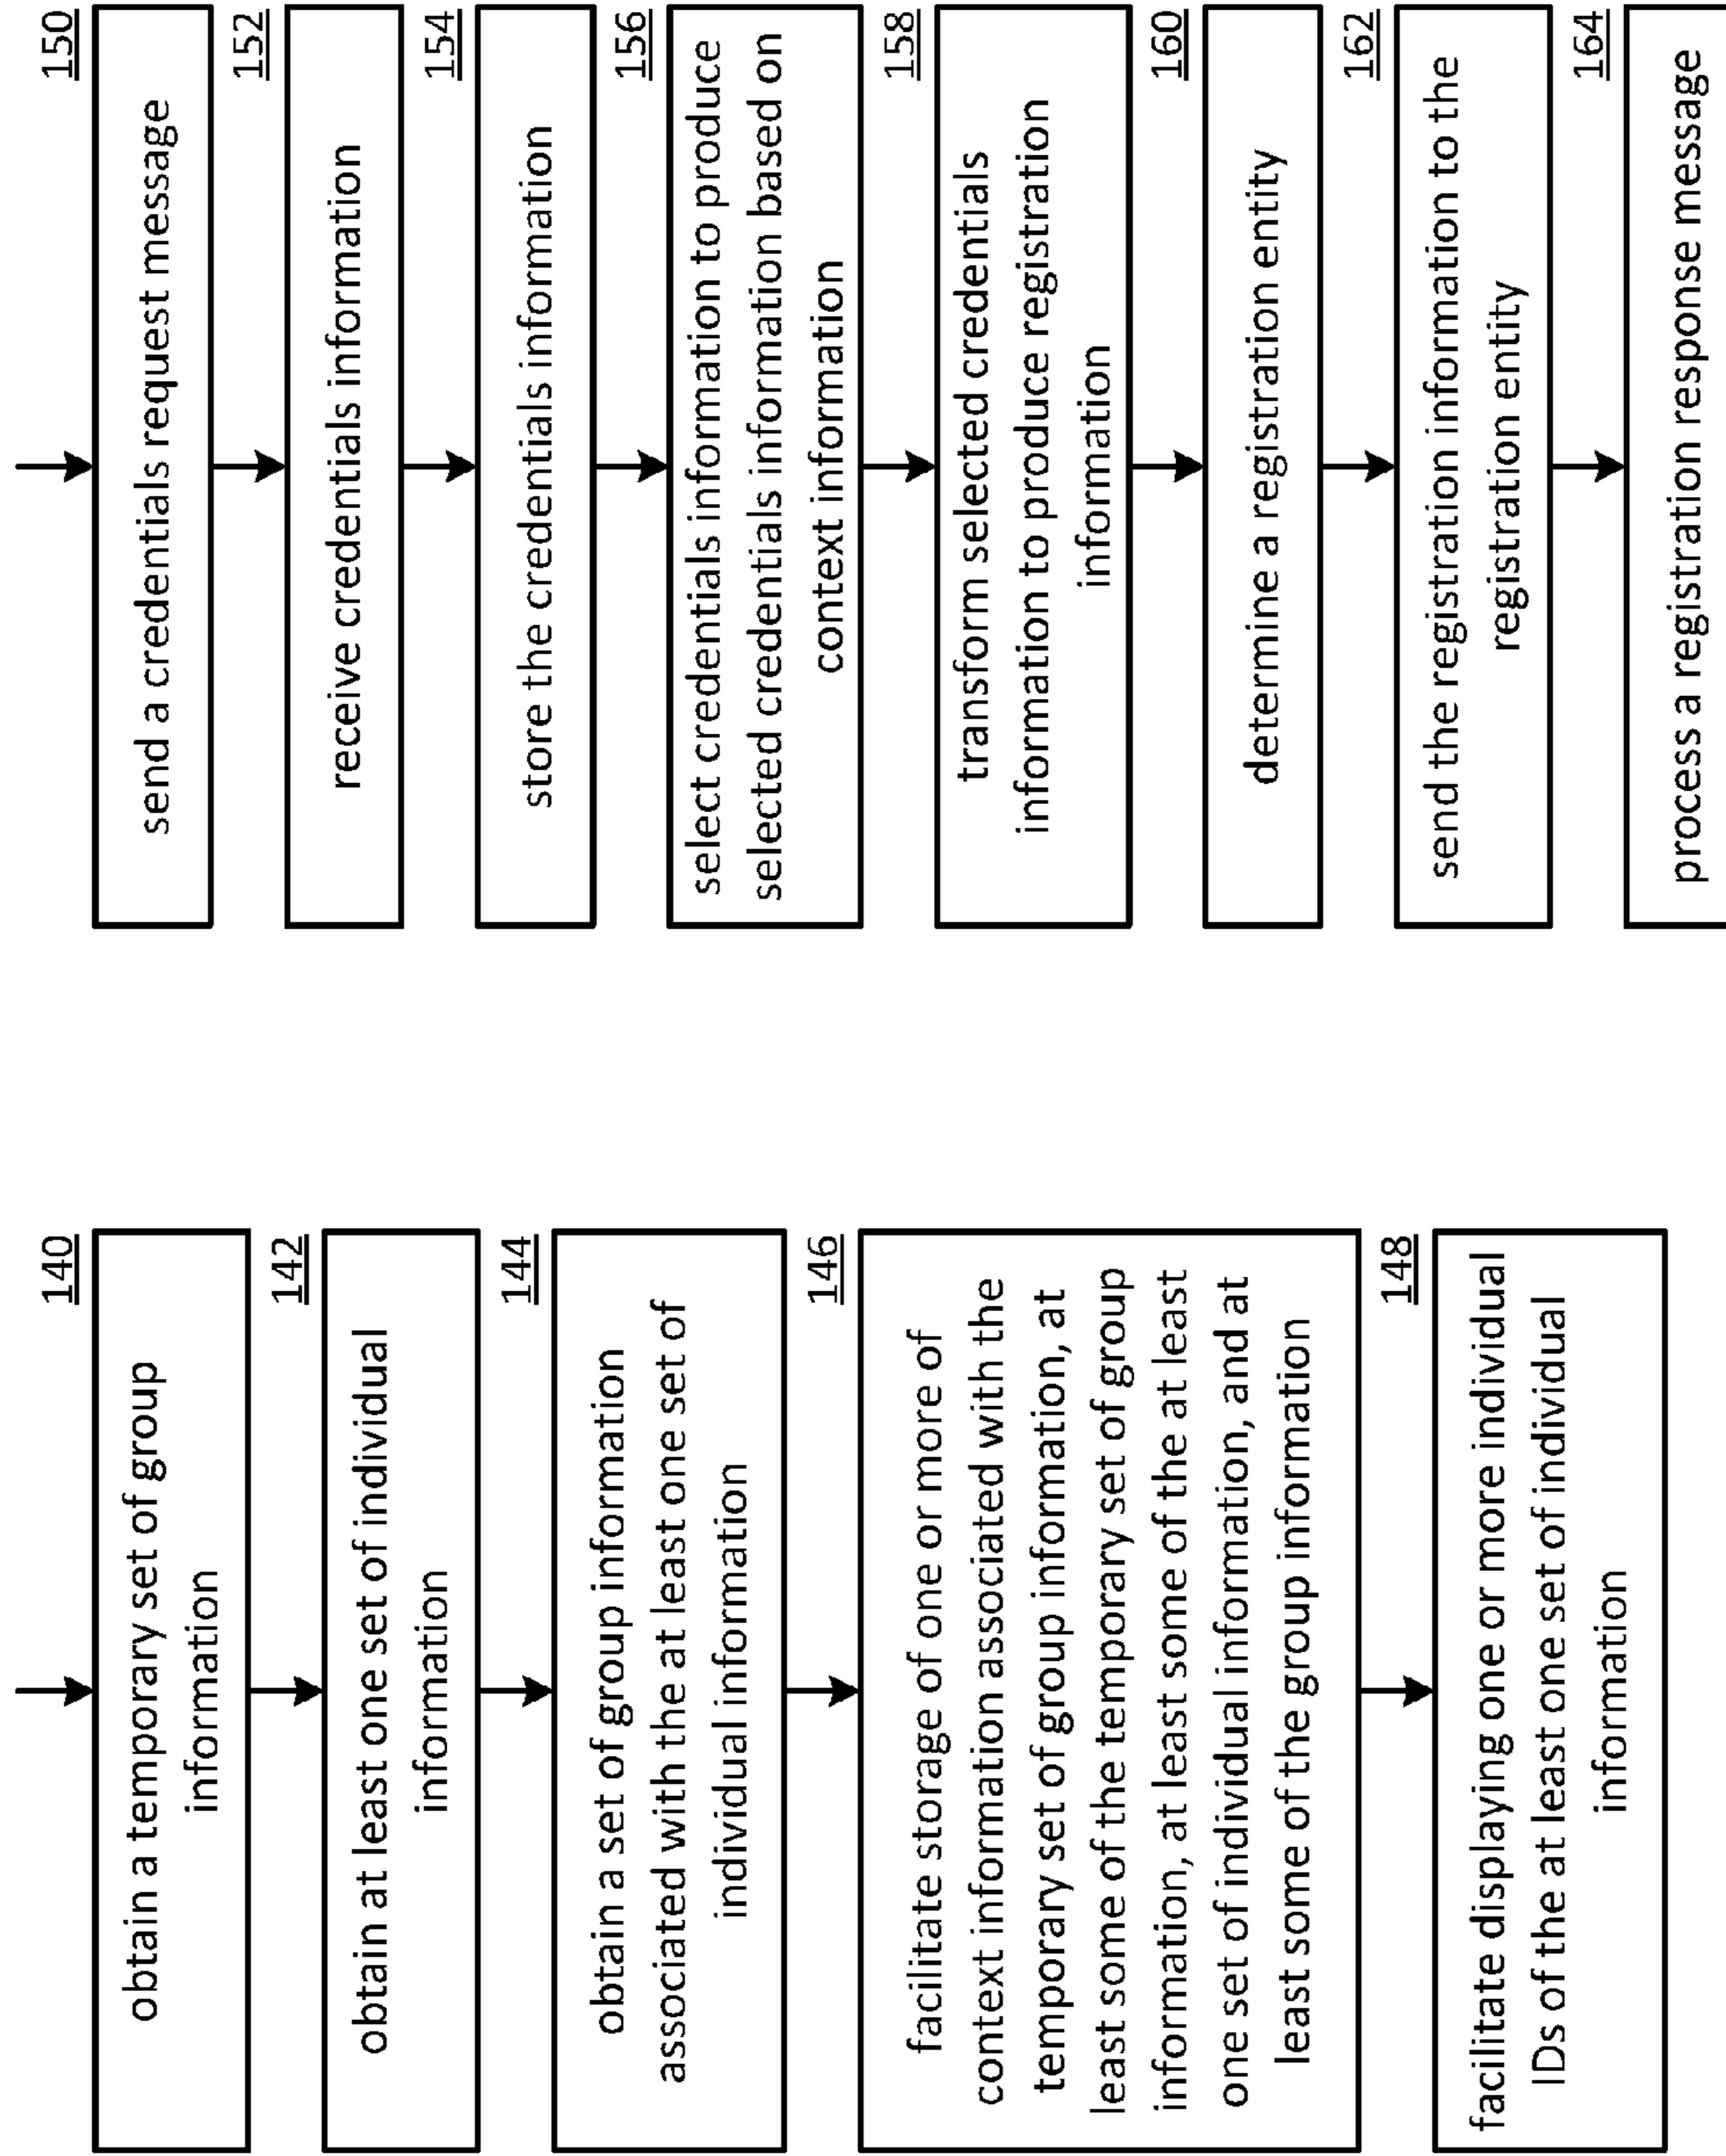 140
obtain a temporary set of group
information
142
obtain at least one set of individual
information
144
obtain a set of group information
associated with the at least one set of
individual information
146
facilitate storage of one or more of
context information associated with the
temporary set of group information, at
least some of the temporary set of group
information, at least some of the at least
one set of individual information, and at
least some of the group information
148
facilitate displaying one or more individual
IDs of the at least one set of individual
information
150
send a credentials request message
152
receive credentials information
154
store the credentials information
156
select credentials information to produce
selected credentials information based on
context information
158
transform selected credentials
information to produce registration
information
160
determine a registration entity
162
send the registration information to the
registration entity
164
process a registration response message